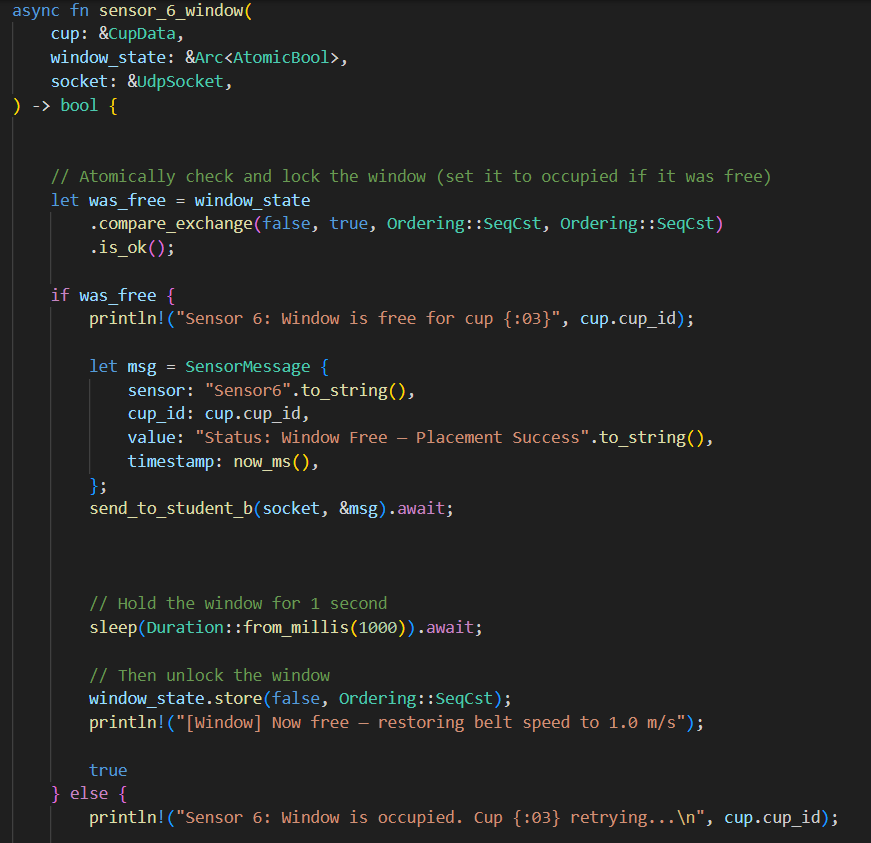 async fn sensor_6_window(
    cup: &CupData,
    window_state: &Arc<AtomicBool>,
    socket: &UdpSocket,
) -> bool {
    // Atomically check and lock the window (set it to occupied if it was free)
    let was_free = window_state
        .compare_exchange(false, true, Ordering::SeqCst, Ordering::SeqCst)
        .is_ok();
    if was_free {
        println!("Sensor 6: Window is free for cup {:03}", cup.cup_id);
        let msg = SensorMessage {
            sensor: "Sensor6".to_string(),
            cup_id: cup.cup_id,
            value: "Status: Window Free – Placement Success".to_string(),
            timestamp: now_ms(),
        };
        send_to_student_b(socket, &msg).await;
        // Hold the window for 1 second
        sleep(Duration::from_millis(1000)).await;
        // Then unlock the window
        window_state.store(false, Ordering::SeqCst);
        println!("[Window] Now free – restoring belt speed to 1.0 m/s");
        true
    } else {
        println!("Sensor 6: Window is occupied. Cup {:03} retrying...\n", cup.cup_id);